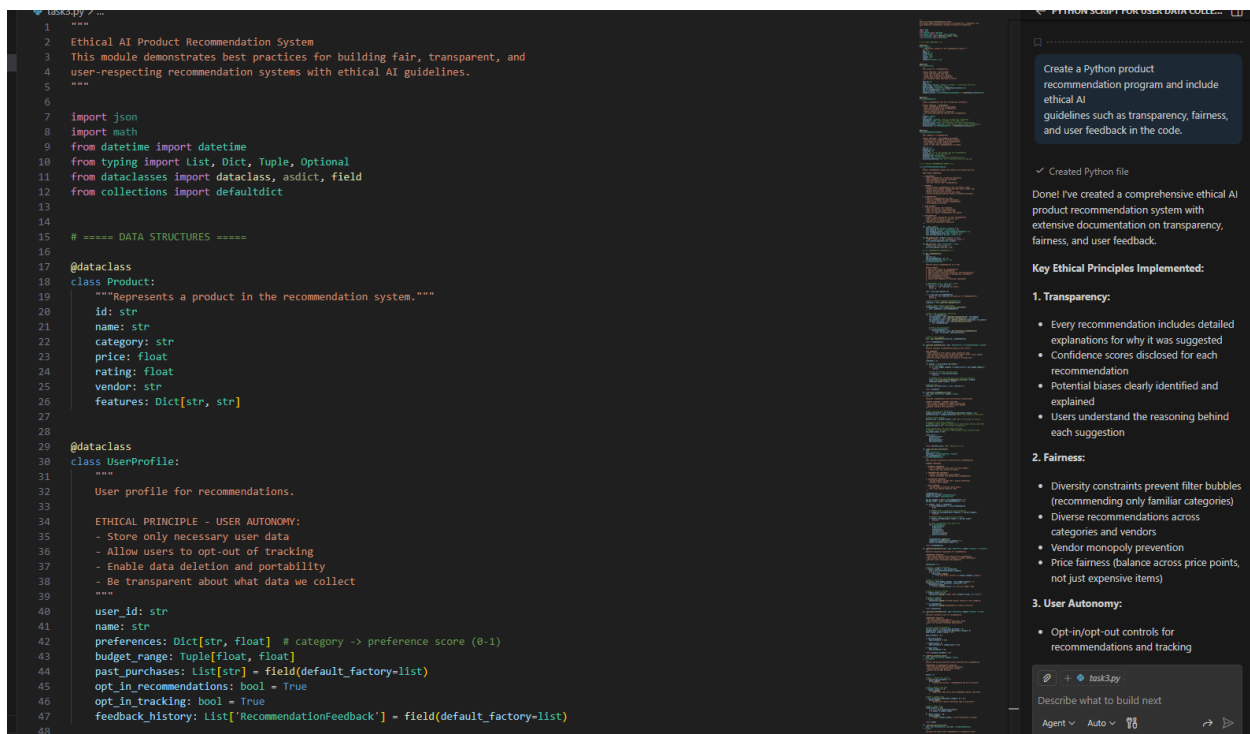 task3.py > ...
1 """
2 Ethical AI Product Recommendation System
3 This module demonstrates best practices for building fair, transparent, and
4 user-respecting recommendation systems with ethical AI guidelines.
5 """
6
7 import json
8 import math
9 from datetime import datetime
10 from typing import List, Dict, Tuple, Optional
11 from dataclasses import dataclass, asdict, field
12 from collections import defaultdict
13
14
15 # ===== DATA STRUCTURES =====
16
17 @dataclass
18 class Product:
19 """Represents a product in the recommendation system."""
20 id: str
21 name: str
22 category: str
23 price: float
24 rating: float
25 vendor: str
26 features: Dict[str, str]
27
28
29 @dataclass
30 class UserProfile:
31 """
32 User profile for recommendations.
33
34 ETHICAL PRINCIPLE - USER AUTONOMY:
35 - Store only necessary user data
36 - Allow users to opt-out of tracking
37 - Enable data deletion and portability
38 - Be transparent about what data we collect
39 """
40 user_id: str
41 name: str
42 preferences: Dict[str, float] # category -> preference score (0-1)
43 budget_range: Tuple[float, float]
44 past_purchases: List[str] = field(default_factory=list)
45 opt_in_recommendations: bool = True
46 opt_in_tracking: bool = True
47 feedback_history: List['RecommendationFeedback'] = field(default_factory=list)
48
PYTHON SCRIPT FOR USER DATA COLLE...
Create a Python product
recommendation program and include
ethical AI
guidelines such as transparency, fairness,
and user feedback in the code.
Created Python file
Done! I've created a comprehensive ethical AI
product recommendation system with
extensive documentation on transparency,
fairness, and user feedback.
Key Ethical Principles Implemented:
1. Transparency:
• Every recommendation includes detailed
explanations for why it was suggested
• Confidence scores disclosed for each
recommendation
• Potential biases clearly identified and
explained
• Users understand the reasoning behind
each suggestion
2. Fairness:
• Diversity constraints prevent filter bubbles
(recommending only familiar categories)
• Diverse recommendations across
categories and vendors
• Vendor monopoly prevention
• Price fairness (balance across price points,
not just expensive items)
3. User Autonomy:
• Opt-in/opt-out controls for
recommendations and tracking
+ task3.py
Describe what to build next
Agent Auto